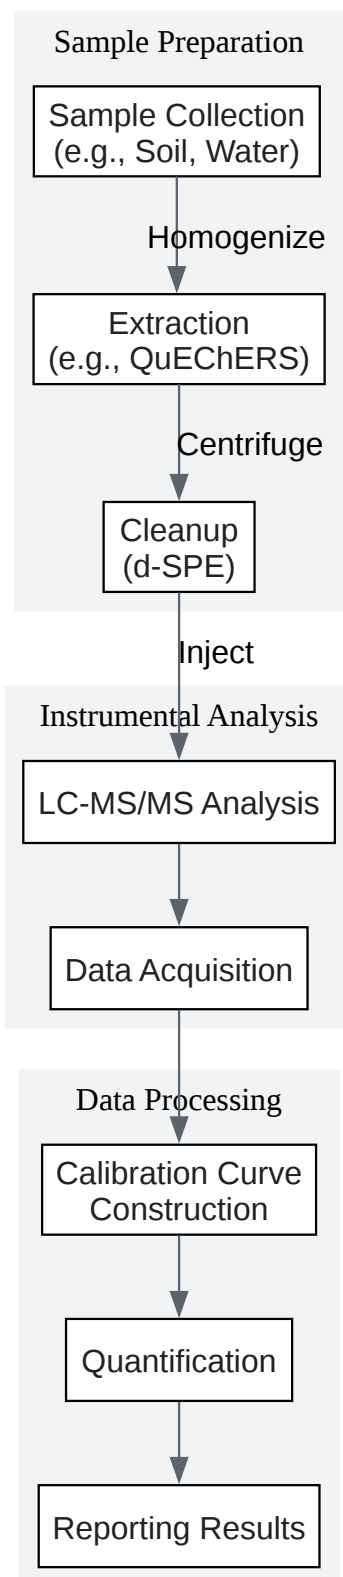 Sample Preparation
Sample Collection
(e.g., Soil, Water)
Homogenize
Extraction
(e.g., QuEChERS)
Centrifuge
Cleanup
(d-SPE)
Inject
Instrumental Analysis
LC-MS/MS Analysis
Data Acquisition
Data Processing
Calibration Curve
Construction
Quantification
Reporting Results